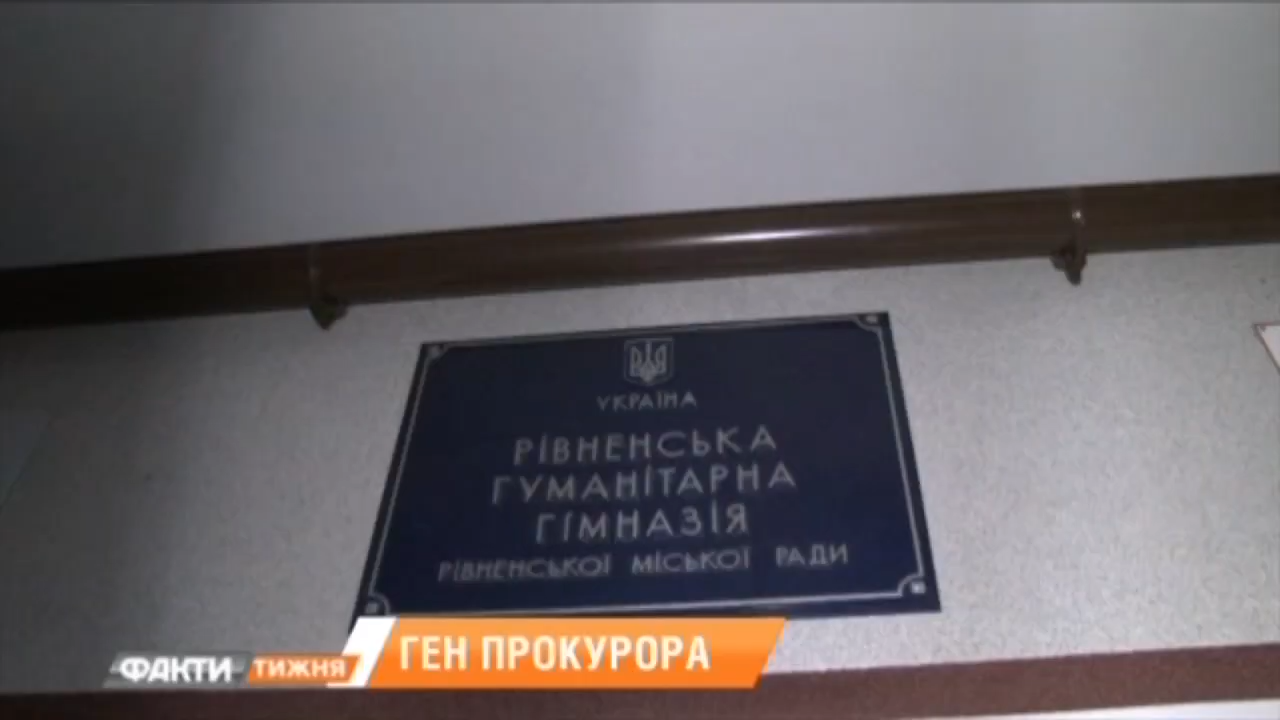 УКРАЇНА
РІВНЕНСЬКА
ГУМАНІТАРНА
ГІМНАЗІЯ
РІВНЕНСЬКОЇ МІСЬКОЇ РАДИ
ГЕН ПРОКУРОРА
ФАКТИ ТИЖНЯ